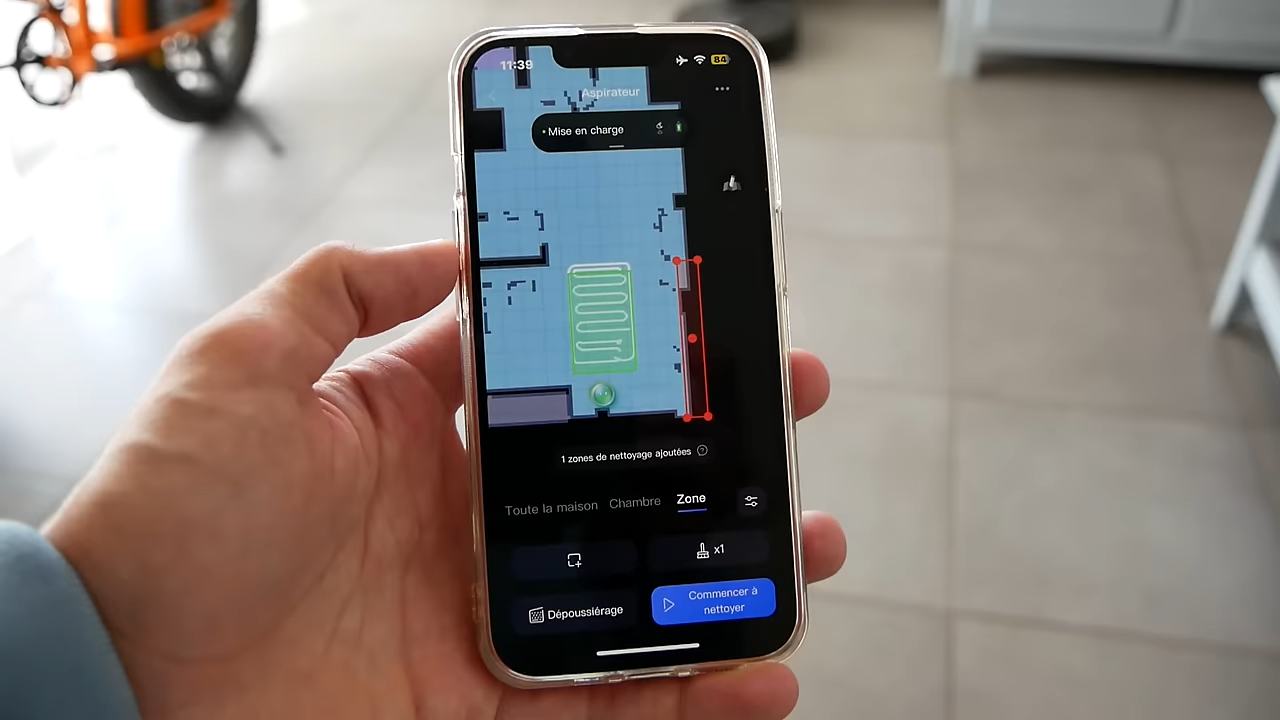 11:39
84
Aspirateur
Mise en charge
1 zones de nettoyage ajoutées ?
Toute la maison
Chambre
Zone
x1
Dépoussiérage
Commencer à
nettoyer